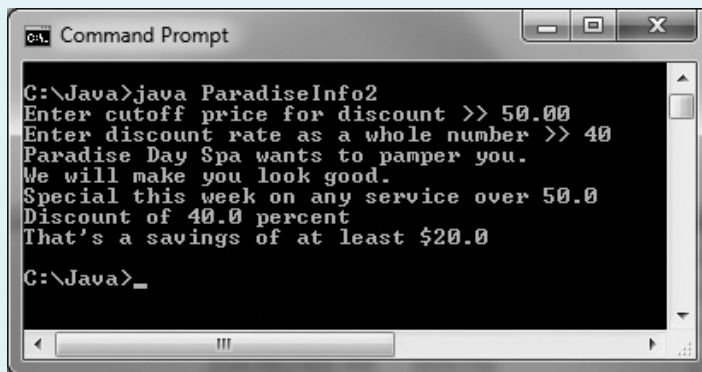 Command Prompt
C:\Java>java ParadiseInfo2
Enter cutoff price for discount >> 50.00
Enter discount rate as a whole number >> 40
Paradise Day Spa wants to pamper you.
We will make you look good.
Special this week on any service over 50.0
Discount of 40.0 percent
That's a savings of at least $20.0
C:\Java>_